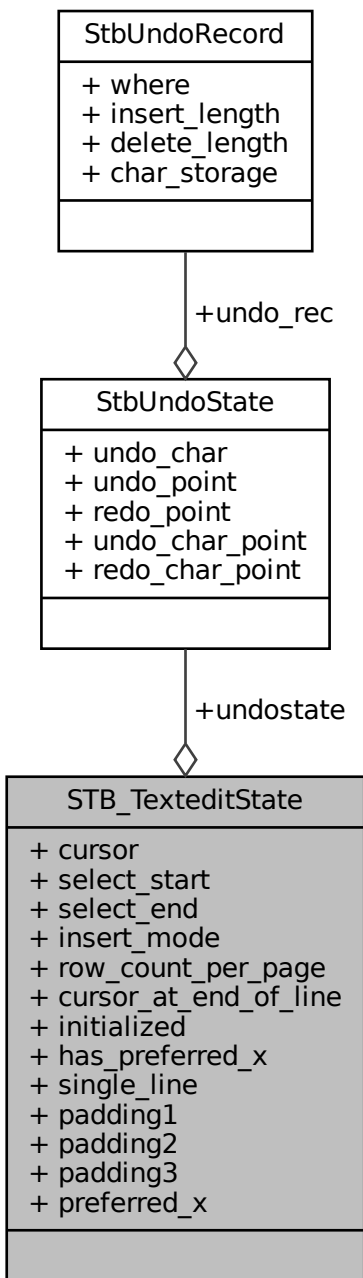 StbUndoRecord
+ where
+ insert_length
+ delete_length
+ char_storage
+undo_rec
StbUndoState
+ undo_char
+ undo_point
+ redo_point
+ undo_char_point
+ redo_char_point
+undostate
STB_TexteditState
+ cursor
+ select_start
+ select_end
+ insert_mode
+ row_count_per_page
+ cursor_at_end_of_line
+ initialized
+ has_preferred_x
+ single_line
+ padding1
+ padding2
+ padding3
+ preferred_x